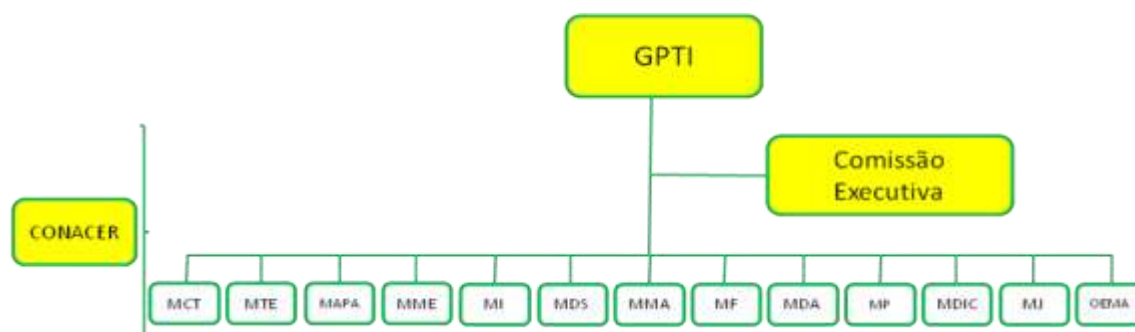 GPTI
Comissão
Executiva
CONACER
MCT
MTE
MAPA
MME
MI
MDS
MMA
MF
MDA
MP
MDIC
MJ
OEMA